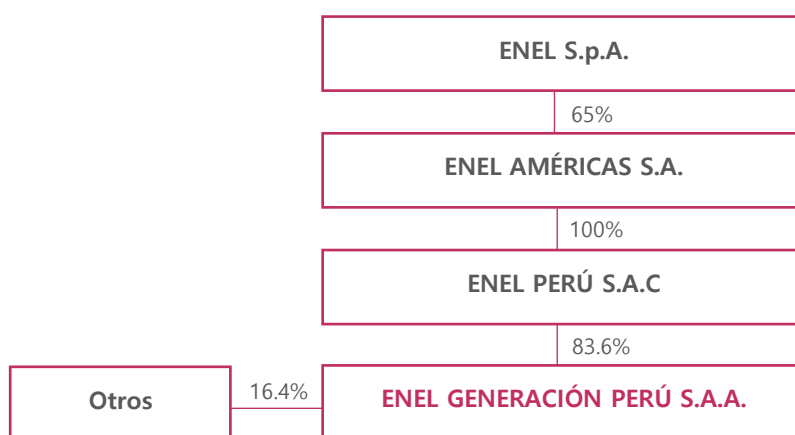 ENEL S.p.A.
65%
ENEL AMÉRICAS S.A.
100%
ENEL PERÚ S.A.C
83.6%
Otros
16.4%
ENEL GENERACIÓN PERÚ S.A.A.